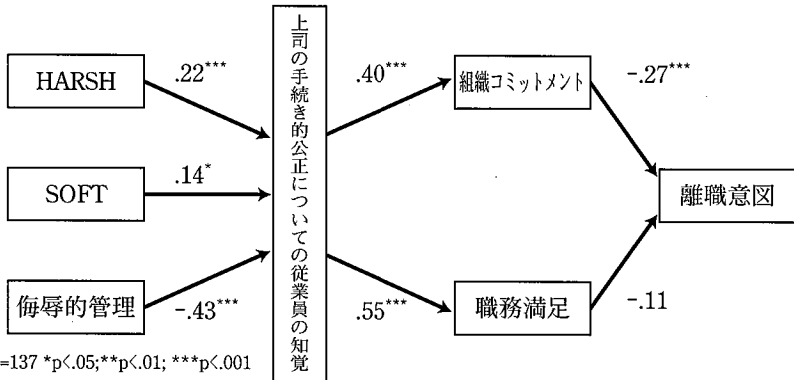 HARSH
.22***
SOFT
.14*
侮辱的管理
-.43***
上司の手続き的公正についての従業員の知覚
.40***
.55***
組織コミットメント
職務満足
-.27***
-.11
離職意図
=137 *p<.05;**p<.01; ***p<.001